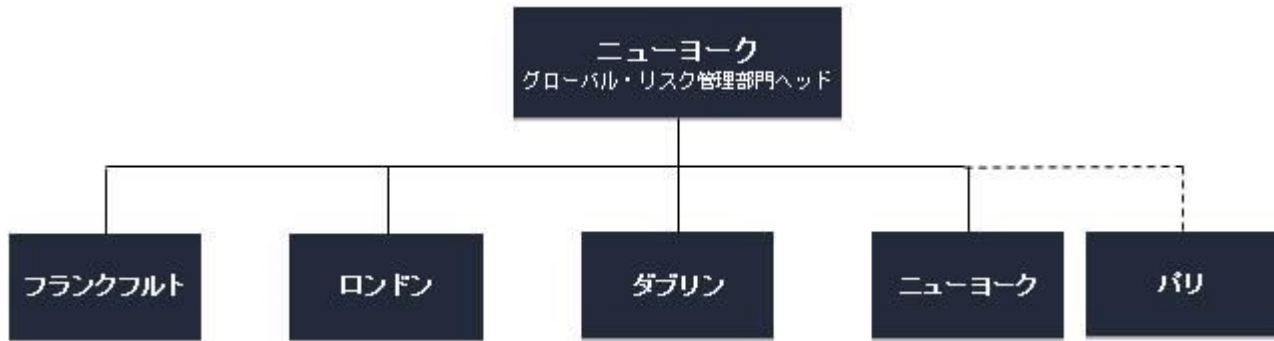 ニューヨーク
グローバル・リスク管理部門ヘッド
フランクフルト
ロンドン
ダブリン
ニューヨーク
パリ